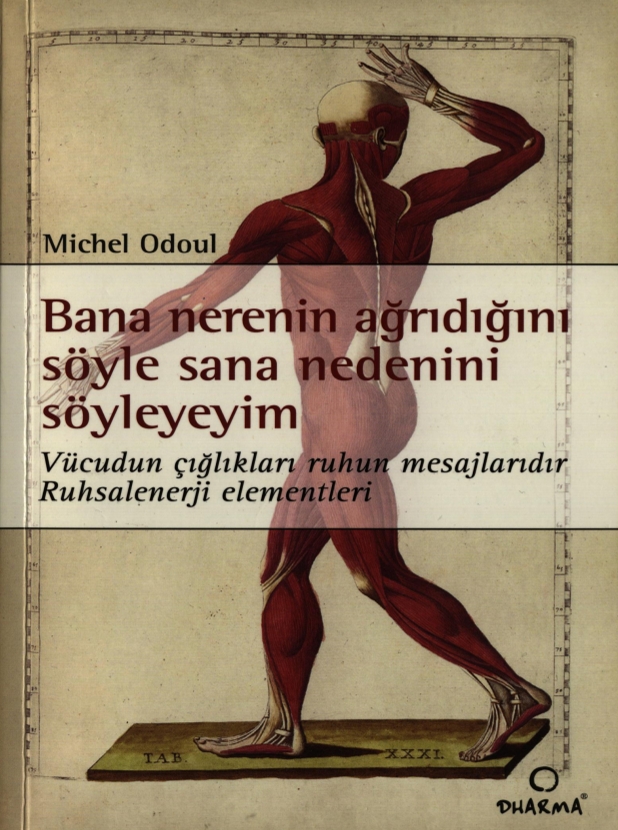 Michel Odoul
Bana nerenin ağrıdığını
söyle sana nedenini
söyleyeyim
Vücudun çığlıkları ruhun mesajlarıdır
Ruhsalenerji elementleri
TAB. XXXI.
DHARMA®